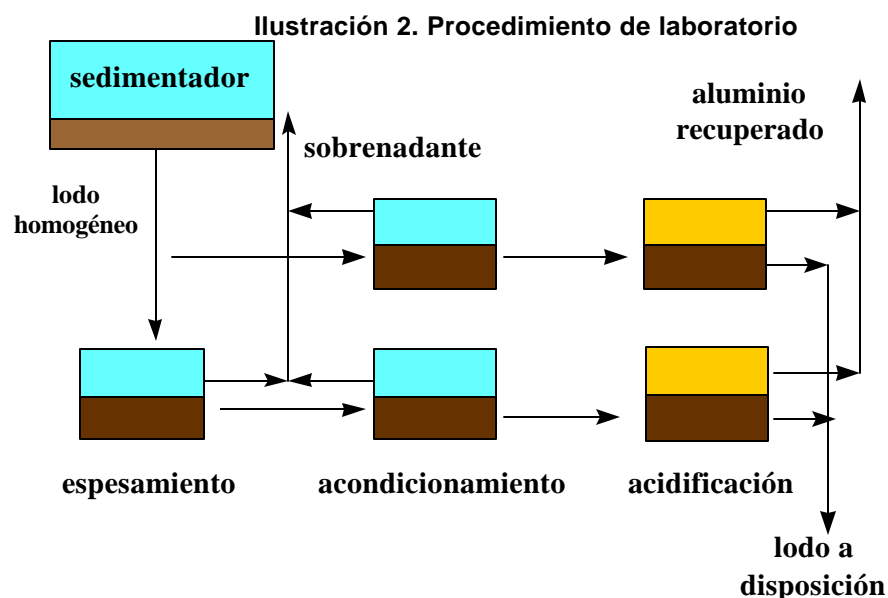 Ilustración 2. Procedimiento de laboratorio
sedimentador
aluminio
recuperado
sobrenadante
lodo
homogéneo
espesamiento
acondicionamiento
acidificación
lodo a
disposición